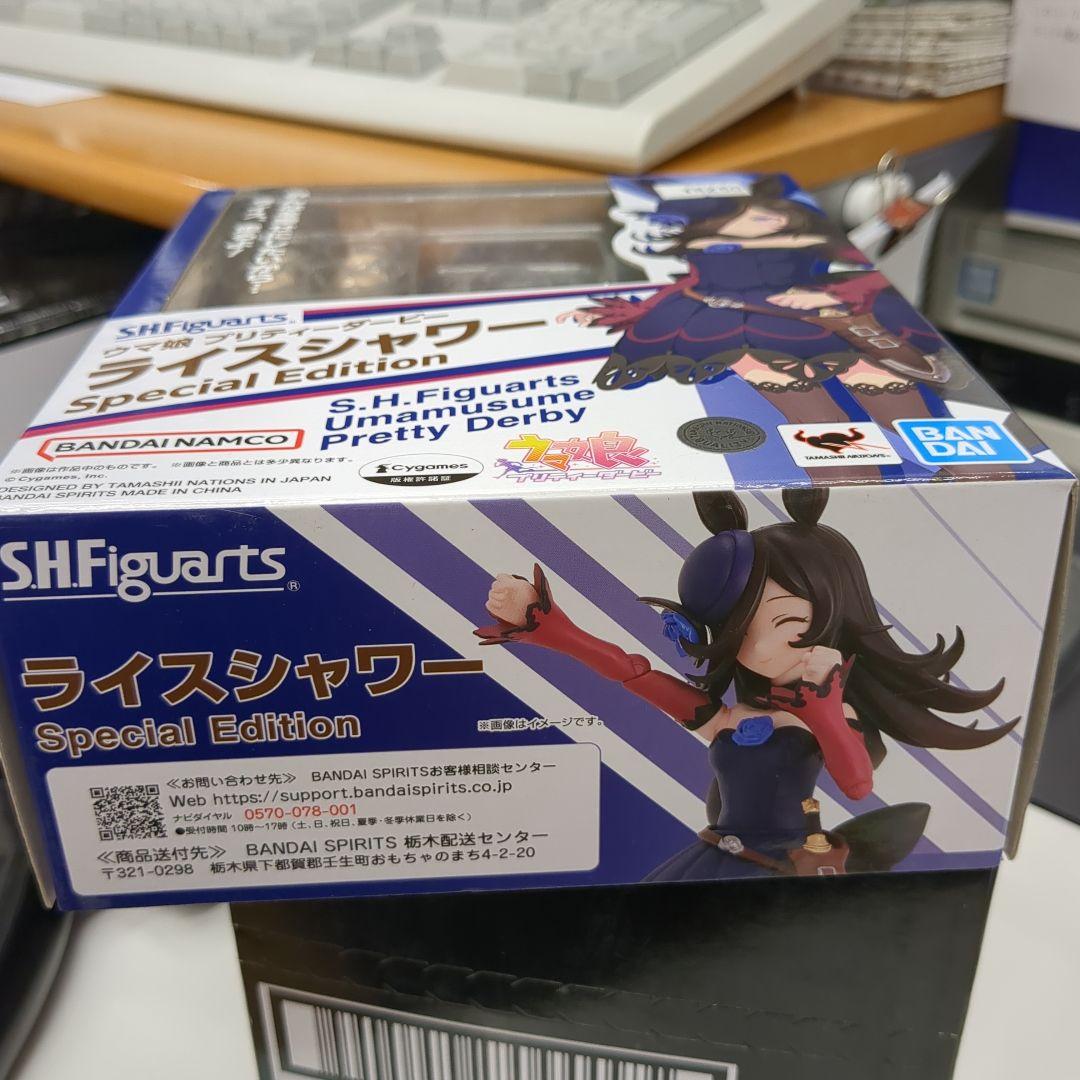 S.H.Figuarts
ウマ娘 プリティーダービー
ライスシャワー
Special Edition
S.H.Figuarts
Umamusume
Pretty Derby
BANDAI NAMCO
※画像は作品中のものです。 ※画像と商品とは多少異なります。
© Cygames, Inc.
DESIGNED BY TAMASHII NATIONS IN JAPAN
BANDAI SPIRITS MADE IN CHINA
Cygames
版権許諾証
ウマ娘
プリティーダービー
TAMASHII NATIONS
BAN
DAI
S.H.Figuarts®
ライスシャワー
Special Edition
※画像はイメージです。
≪お問い合わせ先≫ BANDAI SPIRITSお客様相談センター
Web https://support.bandaispirits.co.jp
ナビダイヤル 0570-078-001
●受付時間 10時〜17時 (土、日、祝日、夏季・冬季休業日を除く)
≪商品送付先≫ BANDAI SPIRITS 栃木配送センター
〒321-0298 栃木県下都賀郡壬生町おもちゃのまち4-2-20